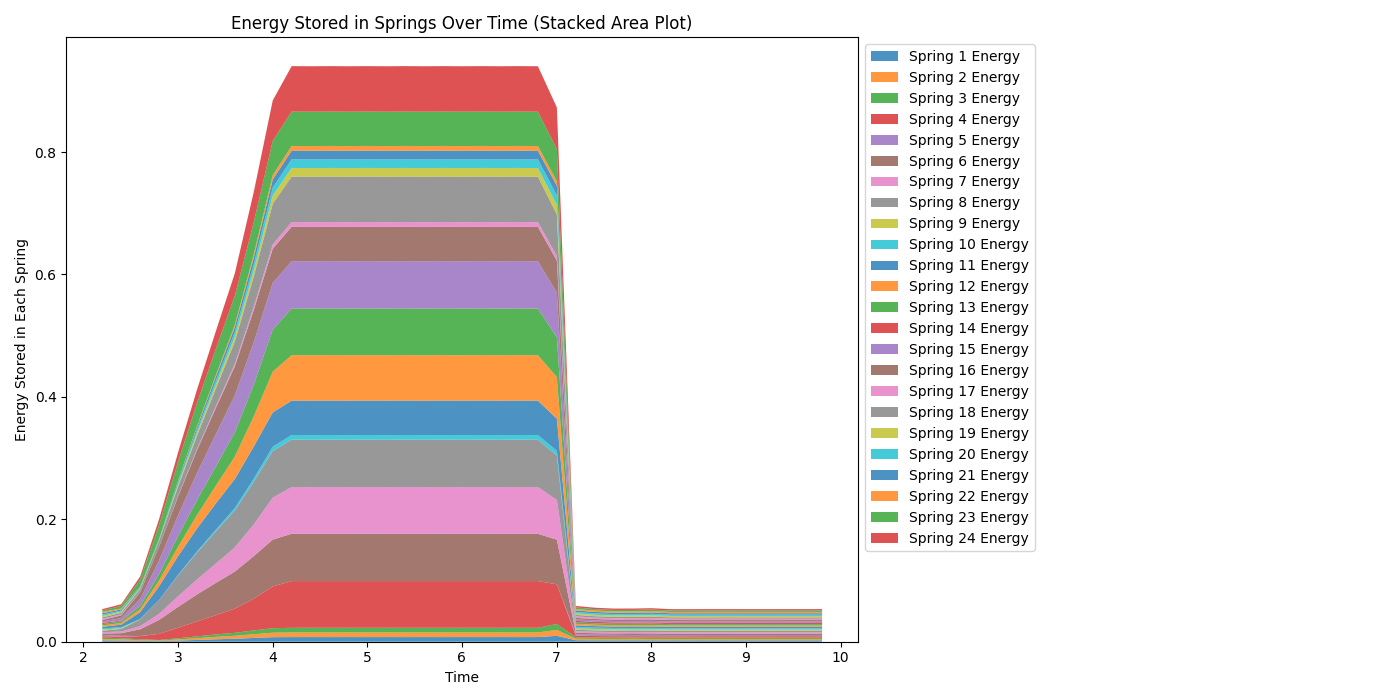 Energy Stored in Springs Over Time (Stacked Area Plot)
Energy Stored in Each Spring
0.8
0.6
0.4
0.2
0.0
2 3 4 5 6 7 8 9 10
Time
Spring 1 Energy
Spring 2 Energy
Spring 3 Energy
Spring 4 Energy
Spring 5 Energy
Spring 6 Energy
Spring 7 Energy
Spring 8 Energy
Spring 9 Energy
Spring 10 Energy
Spring 11 Energy
Spring 12 Energy
Spring 13 Energy
Spring 14 Energy
Spring 15 Energy
Spring 16 Energy
Spring 17 Energy
Spring 18 Energy
Spring 19 Energy
Spring 20 Energy
Spring 21 Energy
Spring 22 Energy
Spring 23 Energy
Spring 24 Energy